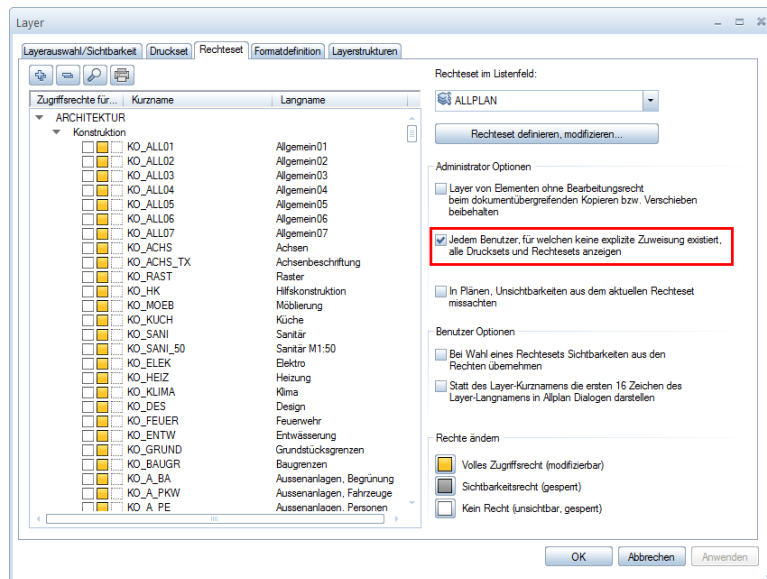 Layer
Layerauswahl/Sichtbarkeit Druckset Rechteset Formatdefinition Layerstrukturen
Zugriffsrechte für... Kurzname Langname
ARCHITEKTUR
Konstruktion
KO_ALL01 Allgemein01
KO_ALL02 Allgemein02
KO_ALL03 Allgemein03
KO_ALL04 Allgemein04
KO_ALL05 Allgemein05
KO_ALL06 Allgemein06
KO_ALL07 Allgemein07
KO_ACHS Achsen
KO_ACHS_TX Achsenbeschriftung
KO_RAST Raster
KO_HK Hilfskonstruktion
KO_MOEB Möblierung
KO_KUCH Küche
KO_SANI Sanitär
KO_SANI_50 Sanitär M1:50
KO_ELEK Elektro
KO_HEIZ Heizung
KO_KLIMA Klima
KO_DES Design
KO_FEUER Feuerwehr
KO_ENTW Entwässerung
KO_GRUND Grundstücksgrenzen
KO_BAUGR Baugrenzen
KO_A_BA Aussenanlagen, Begrünung
KO_A_PKW Aussenanlagen, Fahrzeuge
KO_A_PE Aussenanlagen, Personen
Rechteset im Listenfeld:
ALLPLAN
Rechteset definieren, modifizieren...
Administrator Optionen
Layer von Elementen ohne Bearbeitungsrecht
beim dokumentübergreifenden Kopieren bzw. Verschieben
beibehalten
Jedem Benutzer, für welchen keine explizite Zuweisung existiert,
alle Drucksets und Rechtesets anzeigen
In Plänen, Unsichtbarkeiten aus dem aktuellen Rechteset
missachten
Benutzer Optionen
Bei Wahl eines Rechtesets Sichtbarkeiten aus den
Rechten übernehmen
Statt des Layer-Kurznamens die ersten 16 Zeichen des
Layer-Langnamens in Allplan Dialogen darstellen
Rechte ändern
Volles Zugriffsrecht (modifizierbar)
Sichtbarkeitsrecht (gesperrt)
Kein Recht (unsichtbar, gesperrt)
OK Abbrechen Anwenden